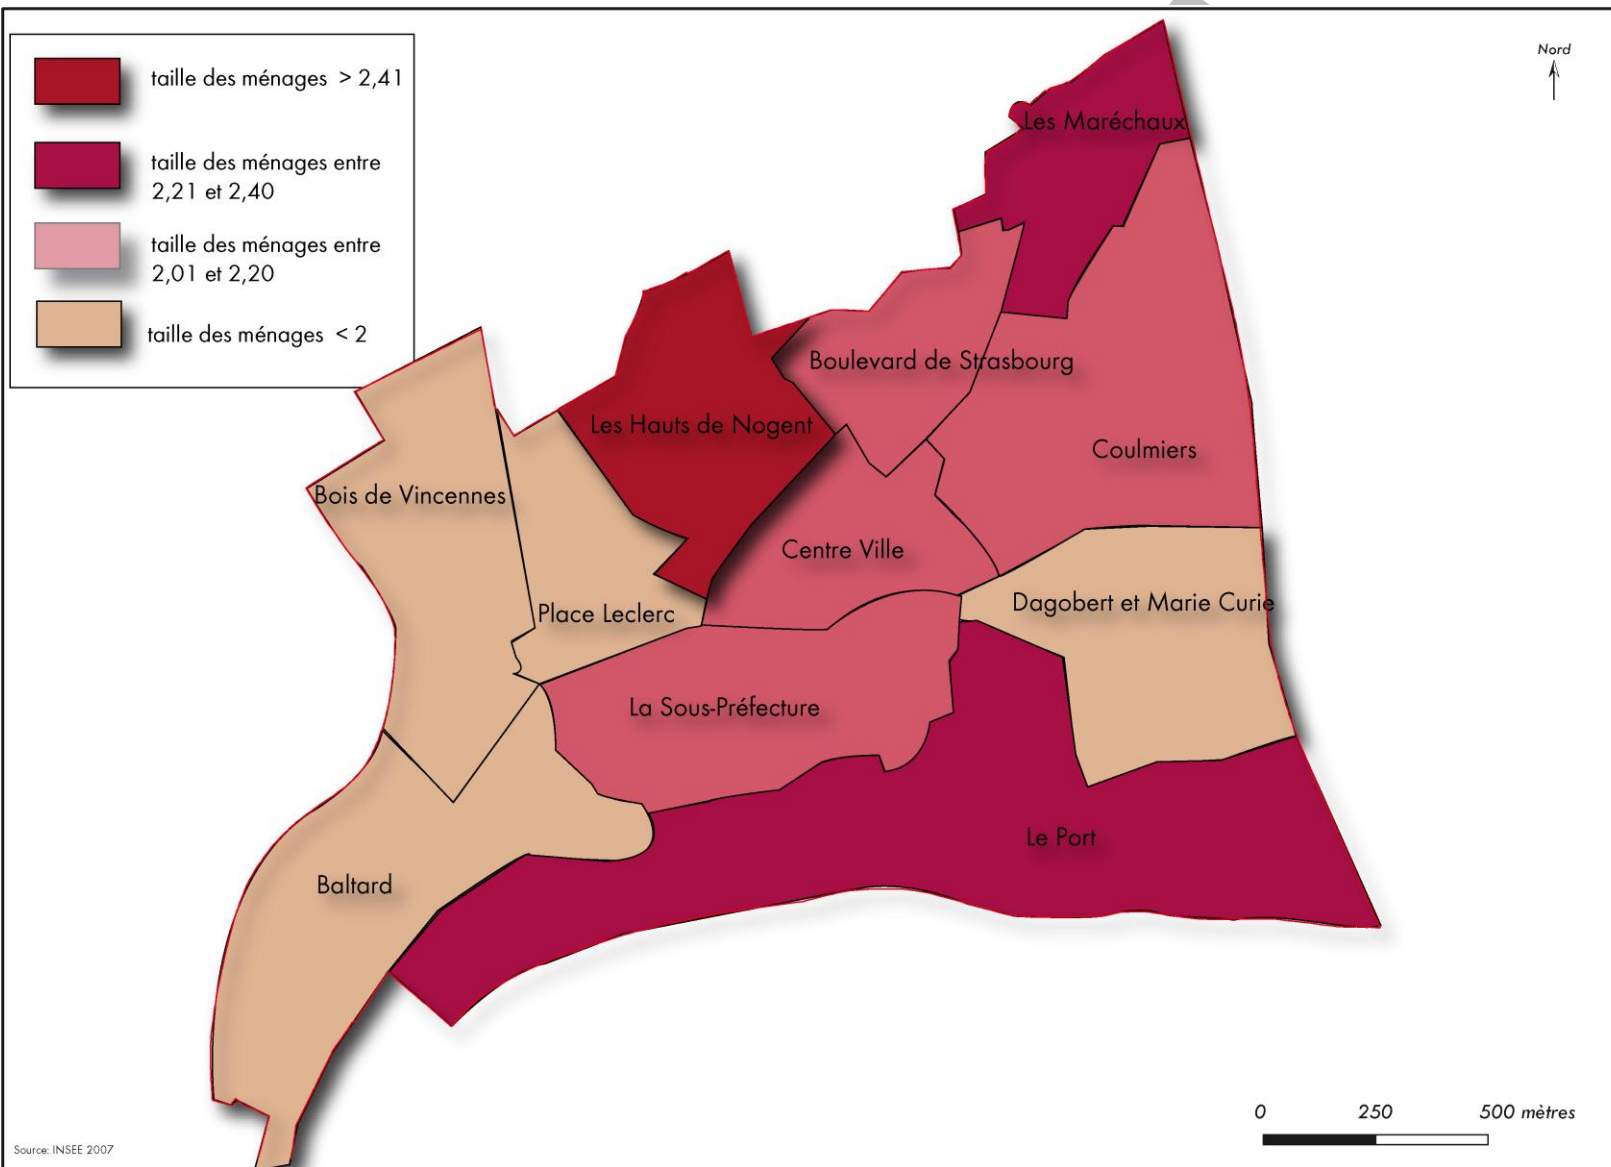 taille des ménages > 2,41
taille des ménages entre
2,21 et 2,40
taille des ménages entre
2,01 et 2,20
taille des ménages < 2
Nord
Les Maréchaux
Boulevard de Strasbourg
Les Hauts de Nogent
Coulmiers
Bois de Vincennes
Centre Ville
Dagobert et Marie Curie
Place Leclerc
La Sous-Préfecture
Le Port
Baltard
0 250 500 mètres
Source: INSEE 2007